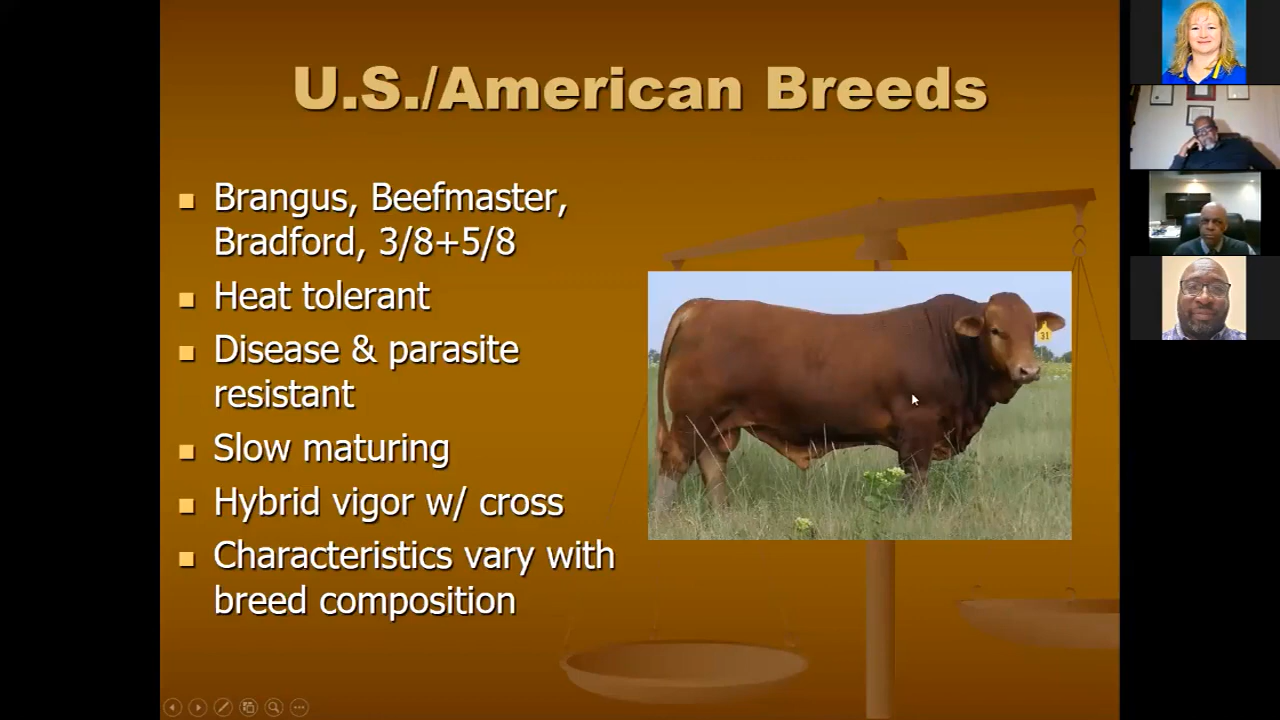 U.S./American Breeds
Brangus, Beefmaster,
Bradford, 3/8+5/8
Heat tolerant
Disease & parasite
resistant
Slow maturing
Hybrid vigor w/ cross
Characteristics vary with
breed composition
31